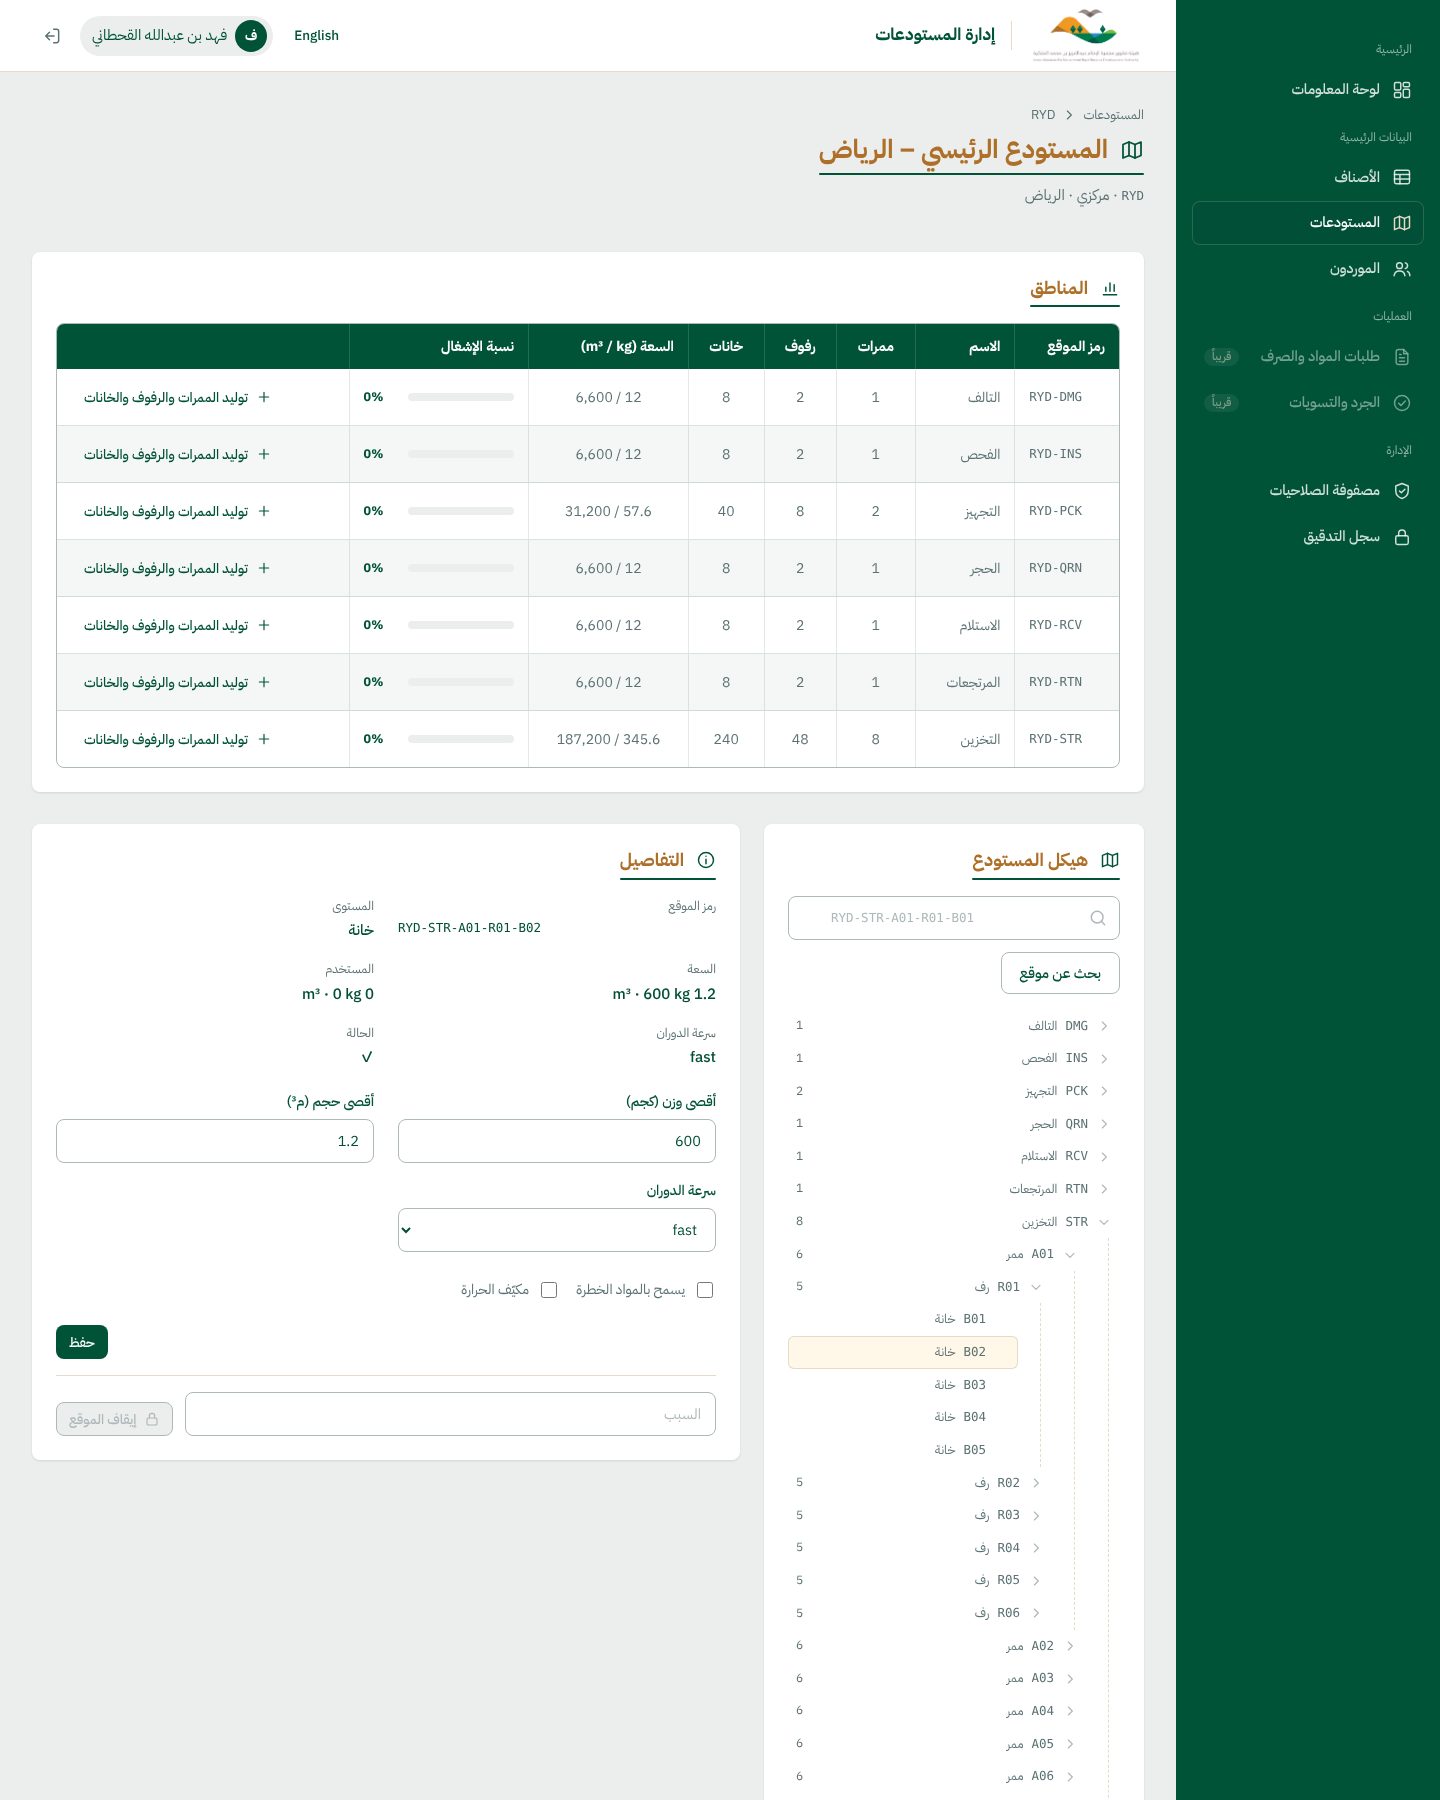 إدارة المستودعات
English
ف
فهد بن عبدالله القحطاني
الرئيسية
لوحة المعلومات
البيانات الرئيسية
الأصناف
المستودعات
الموردون
العمليات
طلبات المواد والصرف
قريباً
الجرد والتسويات
قريباً
الإدارة
مصفوفة الصلاحيات
سجل التدقيق
المستودعات
RYD
المستودع الرئيسي – الرياض
RYD · مركزي · الرياض
المناطق
رمز الموقع الاسم ممرات رفوف خانات السعة (m³ / kg) نسبة الإشغال
RYD-DMG التالف 1 2 8 6,600 / 12 0% توليد الممرات والرفوف والخانات
RYD-INS الفحص 1 2 8 6,600 / 12 0% توليد الممرات والرفوف والخانات
RYD-PCK التجهيز 2 8 40 31,200 / 57.6 0% توليد الممرات والرفوف والخانات
RYD-QRN الحجر 1 2 8 6,600 / 12 0% توليد الممرات والرفوف والخانات
RYD-RCV الاستلام 1 2 8 6,600 / 12 0% توليد الممرات والرفوف والخانات
RYD-RTN المرتجعات 1 2 8 6,600 / 12 0% توليد الممرات والرفوف والخانات
RYD-STR التخزين 8 48 240 187,200 / 345.6 0% توليد الممرات والرفوف والخانات
هيكل المستودع
RYD-STR-A01-R01-B01
بحث عن موقع
DMG التالف 1
INS الفحص 1
PCK التجهيز 2
QRN الحجر 1
RCV الاستلام 1
RTN المرتجعات 1
STR التخزين 8
A01 ممر 6
R01 رف 5
B01 خانة
B02 خانة
B03 خانة
B04 خانة
B05 خانة
R02 رف 5
R03 رف 5
R04 رف 5
R05 رف 5
R06 رف 5
A02 ممر 6
A03 ممر 6
A04 ممر 6
A05 ممر 6
A06 ممر 6
التفاصيل
رمز الموقع
RYD-STR-A01-R01-B02
المستوى
خانة
السعة
m³ · 600 kg 1.2
المستخدم
m³ · 0 kg 0
سرعة الدوران
fast
الحالة
✓
أقصى وزن (كجم)
600
أقصى حجم (م³)
1.2
سرعة الدوران
fast
يسمح بالمواد الخطرة
مكيّف الحرارة
حفظ
السبب
إيقاف الموقع